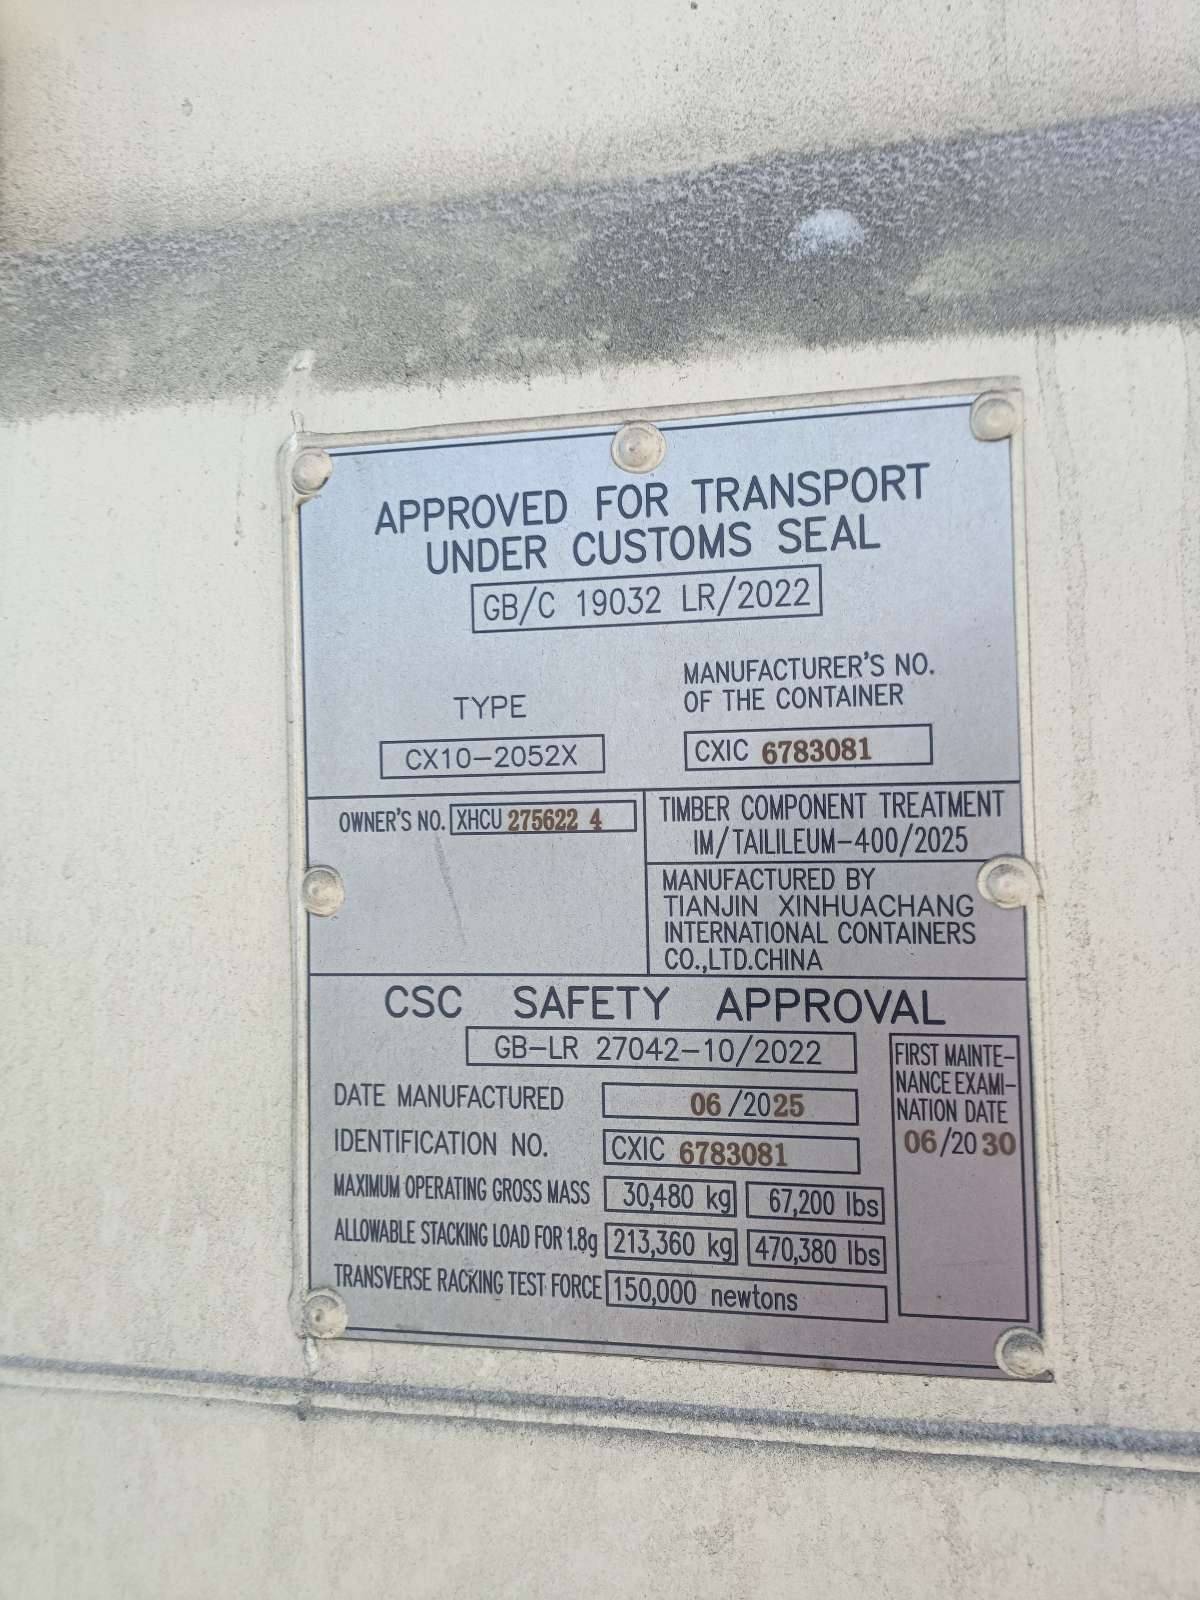 APPROVED FOR TRANSPORT
UNDER CUSTOMS SEAL
GB/C 19032 LR/2022
TYPE
CX10-2052X
MANUFACTURER'S NO.
OF THE CONTAINER
CXIC 6783081
OWNER'S NO. XHCU 275622 4
TIMBER COMPONENT TREATMENT
IM/TAILILEUM-400/2025
MANUFACTURED BY
TIANJIN XINHUACHANG
INTERNATIONAL CONTAINERS
CO.,LTD.CHINA
CSC SAFETY APPROVAL
GB-LR 27042-10/2022
DATE MANUFACTURED 06/2025
IDENTIFICATION NO. CXIC 6783081
MAXIMUM OPERATING GROSS MASS 30,480 kg 67,200 lbs
ALLOWABLE STACKING LOAD FOR 1.8g 213,360 kg 470,380 lbs
TRANSVERSE RACKING TEST FORCE 150,000 newtons
FIRST MAINTE-
NANCE EXAMI-
NATION DATE
06/2030